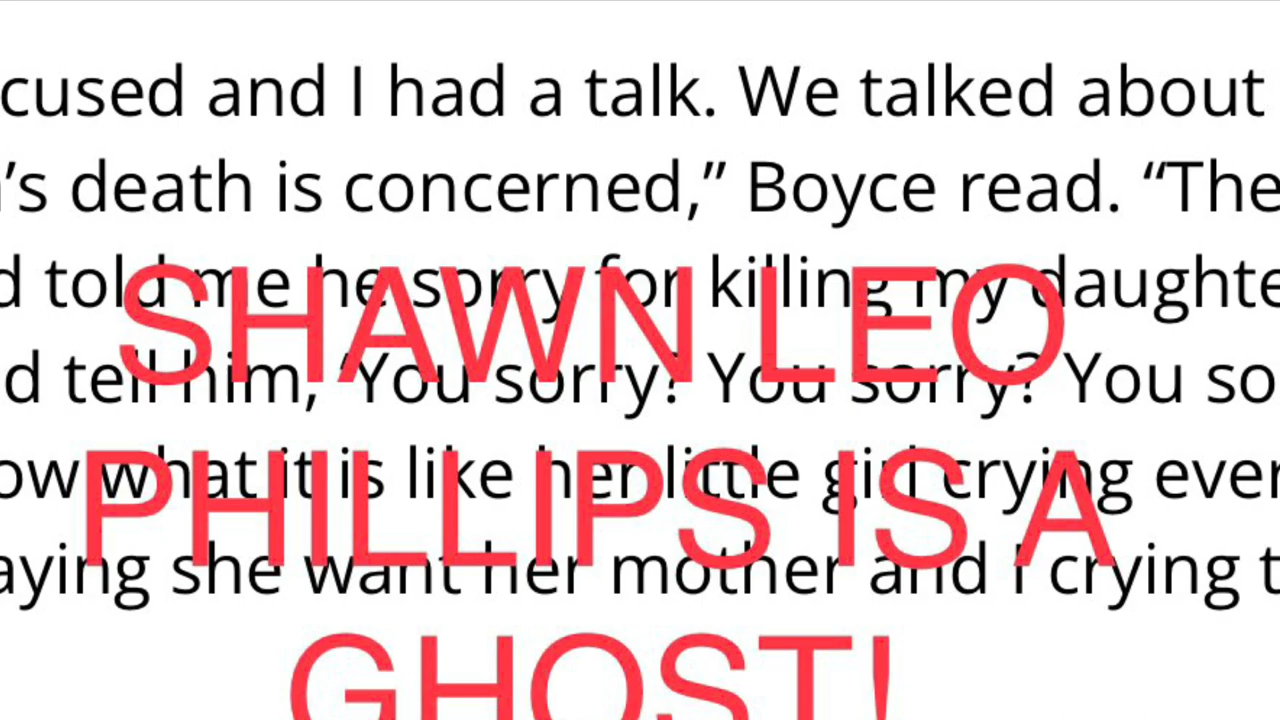 cused and I had a talk. We talked about
’s death is concerned,” Boyce read. “The
d told me he sorry for killing my daughte
d tell him, ‘You sorry? You sorry? You so
ow what it is like her little girl crying ever
aying she want her mother and I crying t
SHAWN LEO
PHILLIPS IS A
GHOST!